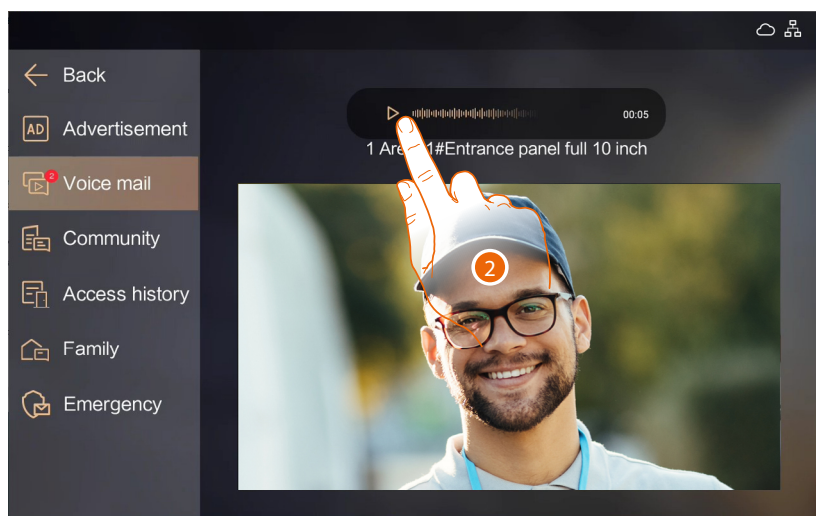 Back
AD Advertisement
2
Voice mail
Community
Access history
Family
Emergency
00:05
1 Are 1#Entrance panel full 10 inch
2